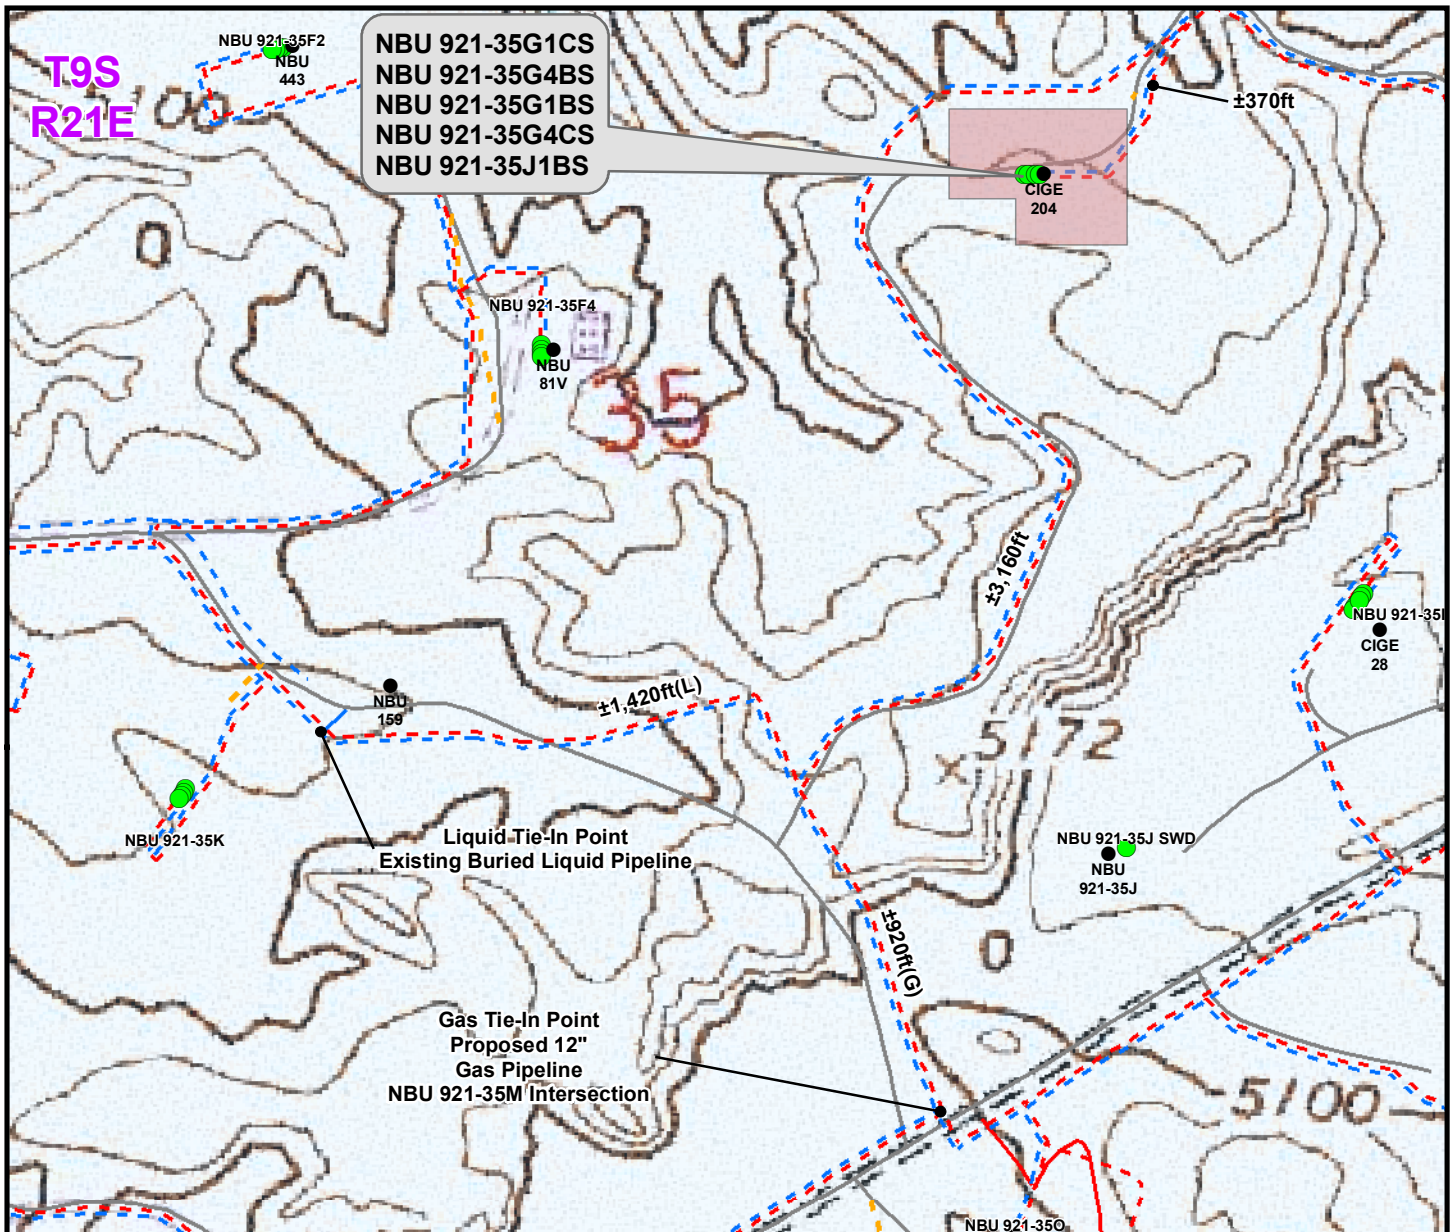 NBU 921-35F2
NBU
443
T9S
R21E
NBU 921-35G1CS
NBU 921-35G4BS
NBU 921-35G1BS
NBU 921-35G4CS
NBU 921-35J1BS
±370ft
CIGE
204
0
NBU 921-35F4
NBU
81V
35
±3,160ft
NBU 921-35I
CIGE
28
NBU
159
±1,420ft(L)
x5172
NBU 921-35K
Liquid Tie-In Point
Existing Buried Liquid Pipeline
NBU 921-35J SWD
NBU
921-35J
±920ft(G)
0
Gas Tie-In Point
Proposed 12"
Gas Pipeline
NBU 921-35M Intersection
5100
NBU 921-35O